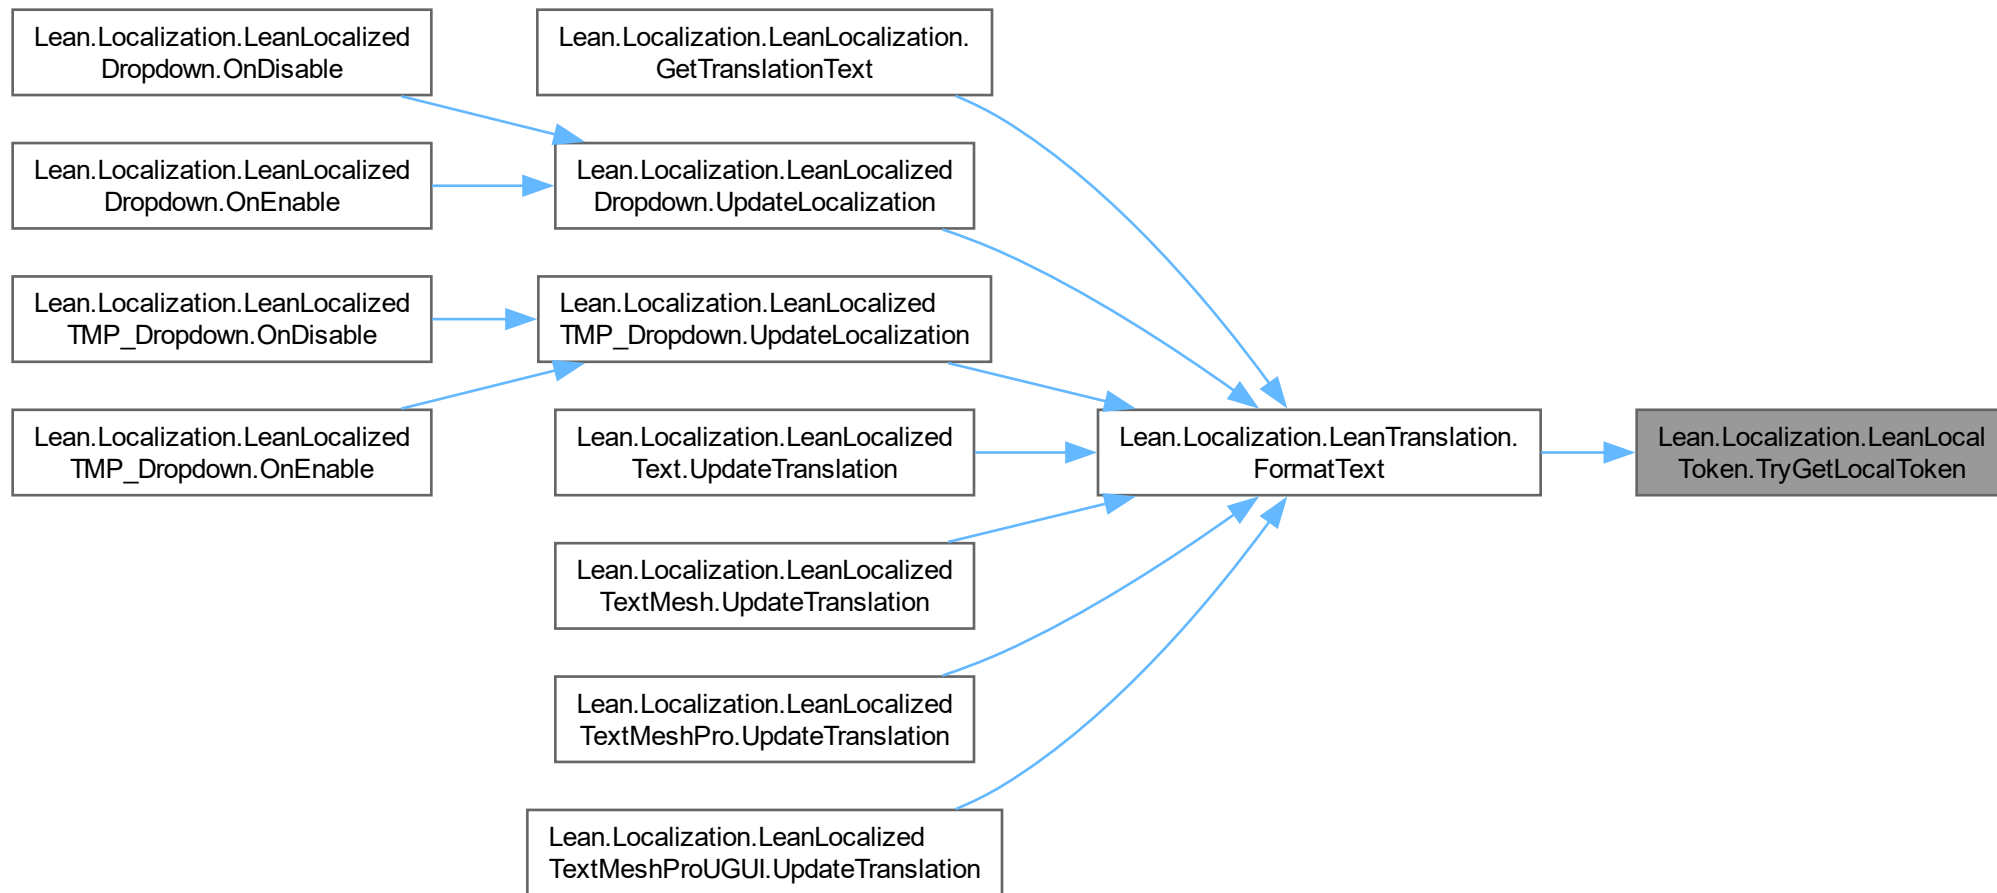 Lean.Localization.LeanLocalized
Dropdown.OnDisable
Lean.Localization.LeanLocalized
Dropdown.OnEnable
Lean.Localization.LeanLocalized
TMP_Dropdown.OnDisable
Lean.Localization.LeanLocalized
TMP_Dropdown.OnEnable
Lean.Localization.LeanLocalization.
GetTranslationText
Lean.Localization.LeanLocalized
Dropdown.UpdateLocalization
Lean.Localization.LeanLocalized
TMP_Dropdown.UpdateLocalization
Lean.Localization.LeanLocalized
Text.UpdateTranslation
Lean.Localization.LeanLocalized
TextMesh.UpdateTranslation
Lean.Localization.LeanLocalized
TextMeshPro.UpdateTranslation
Lean.Localization.LeanLocalized
TextMeshProUGUI.UpdateTranslation
Lean.Localization.LeanTranslation.
FormatText
Lean.Localization.LeanLocal
Token.TryGetLocalToken